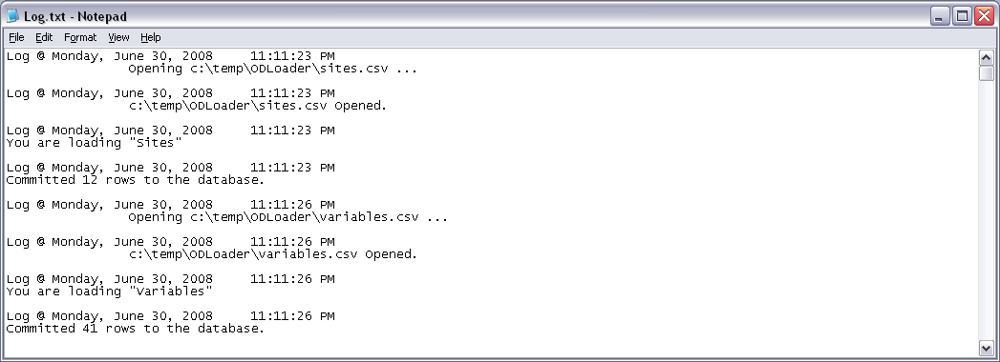 Log.txt - Notepad
File Edit Format View Help
Log @ Monday, June 30, 2008     11:11:23 PM
                Opening c:\temp\ODLoader\sites.csv ...

Log @ Monday, June 30, 2008     11:11:23 PM
                c:\temp\ODLoader\sites.csv Opened.

Log @ Monday, June 30, 2008     11:11:23 PM
You are loading "Sites"

Log @ Monday, June 30, 2008     11:11:23 PM
Committed 12 rows to the database.

Log @ Monday, June 30, 2008     11:11:26 PM
                Opening c:\temp\ODLoader\variables.csv ...

Log @ Monday, June 30, 2008     11:11:26 PM
                c:\temp\ODLoader\variables.csv Opened.

Log @ Monday, June 30, 2008     11:11:26 PM
You are loading "Variables"

Log @ Monday, June 30, 2008     11:11:26 PM
Committed 41 rows to the database.